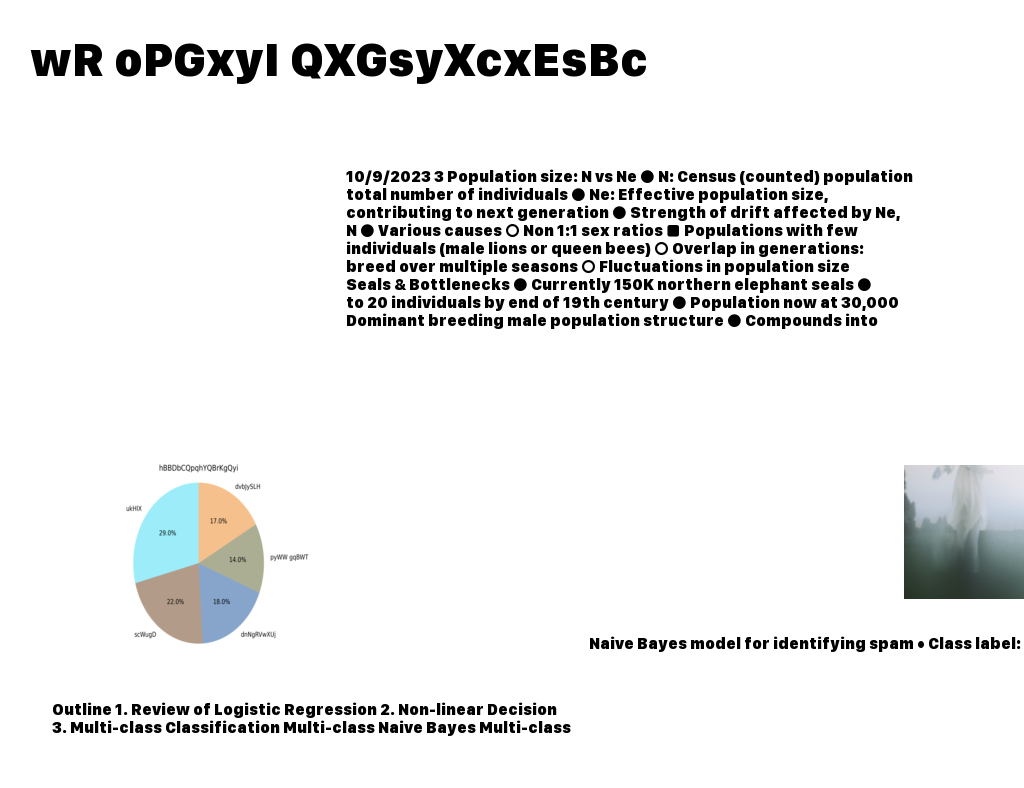 wR oPGxyI QXGsyXcxEsBc
10/9/2023 3 Population size: N vs Ne ● N: Census (counted) population
total number of individuals ● Ne: Effective population size,
contributing to next generation ● Strength of drift affected by Ne,
N ● Various causes ○ Non 1:1 sex ratios ■ Populations with few
individuals (male lions or queen bees) ○ Overlap in generations:
breed over multiple seasons ○ Fluctuations in population size
Seals & Bottlenecks ● Currently 150K northern elephant seals ●
to 20 individuals by end of 19th century ● Population now at 30,000
Dominant breeding male population structure ● Compounds into
hBBDbCQpqhYQBrKgQyi
dvbJySLH
ukHIX
17.0%
29.0%
14.0%
pyWW gqBWT
22.0%
18.0%
scWugD
dnNgRVwXUj
Naive Bayes model for identifying spam • Class label:
Outline 1. Review of Logistic Regression 2. Non-linear Decision
3. Multi-class Classification Multi-class Naive Bayes Multi-class